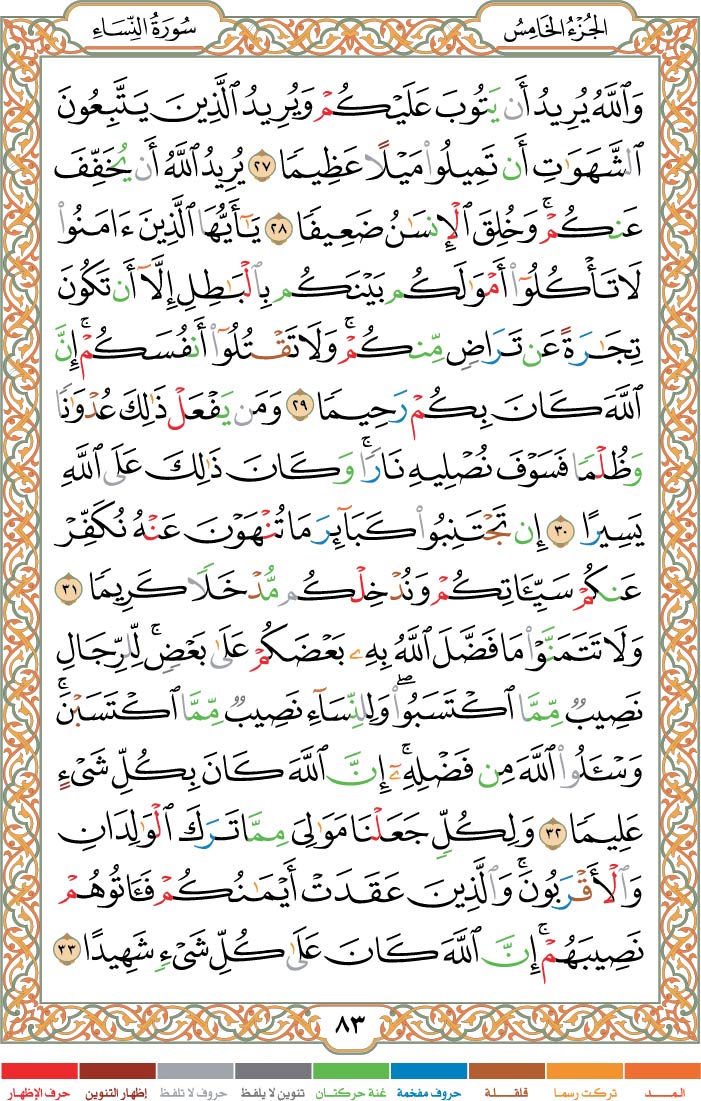 الجُزْءُ الخَامِسُ
سُورَةُ النِّسَاءِ
وَٱللَّهُ يُرِيدُ أَن يَتُوبَ عَلَيْكُمْ وَيُرِيدُ ٱلَّذِينَ يَتَّبِعُونَ
ٱلشَّهَوَٰتِ أَن تَمِيلُوا۟ مَيْلًا عَظِيمًا ٢٧ يُرِيدُ ٱللَّهُ أَن يُخَفِّفَ
عَنكُمْ ۚ وَخُلِقَ ٱلْإِنسَٰنُ ضَعِيفًا ٢٨ يَٰٓأَيُّهَا ٱلَّذِينَ ءَامَنُوا۟
لَا تَأْكُلُوٓا۟ أَمْوَٰلَكُم بَيْنَكُم بِٱلْبَٰطِلِ إِلَّآ أَن تَكُونَ
تِجَٰرَةً عَن تَرَاضٍ مِّنكُمْ ۚ وَلَا تَقْتُلُوٓا۟ أَنفُسَكُمْ ۚ إِنَّ
ٱللَّهَ كَانَ بِكُمْ رَحِيمًا ٢٩ وَمَن يَفْعَلْ ذَٰلِكَ عُدْوَٰنًا
وَظُلْمًا فَسَوْفَ نُصْلِيهِ نَارًا ۚ وَكَانَ ذَٰلِكَ عَلَى ٱللَّهِ
يَسِيرًا ٣٠ إِن تَجْتَنِبُوا۟ كَبَآئِرَ مَا تُنْهَوْنَ عَنْهُ نُكَفِّرْ
عَنكُمْ سَيِّـَٔاتِكُمْ وَنُدْخِلْكُم مُّدْخَلًا كَرِيمًا ٣١
وَلَا تَتَمَنَّوْا۟ مَا فَضَّلَ ٱللَّهُ بِهِۦ بَعْضَكُمْ عَلَىٰ بَعْضٍ ۚ لِّلرِّجَالِ
نَصِيبٌ مِّمَّا ٱكْتَسَبُوا۟ ۖ وَلِلنِّسَآءِ نَصِيبٌ مِّمَّا ٱكْتَسَبْنَ ۚ
وَسْـَٔلُوا۟ ٱللَّهَ مِن فَضْلِهِۦٓ ۗ إِنَّ ٱللَّهَ كَانَ بِكُلِّ شَىْءٍ
عَلِيمًا ٣٢ وَلِكُلٍّ جَعَلْنَا مَوَٰلِىَ مِمَّا تَرَكَ ٱلْوَٰلِدَانِ
وَٱلْأَقْرَبُونَ ۚ وَٱلَّذِينَ عَقَدَتْ أَيْمَٰنُكُمْ فَـَٔاتُوهُمْ
نَصِيبَهُمْ ۚ إِنَّ ٱللَّهَ كَانَ عَلَىٰ كُلِّ شَىْءٍ شَهِيدًا ٣٣
٨٣
المـــد تركت رسما قلقـــلة حروف مفخمة غنة حركتـان تنوين لا يلفظ حروف لا تلفظ إظهار التنوين حرف الإظهار